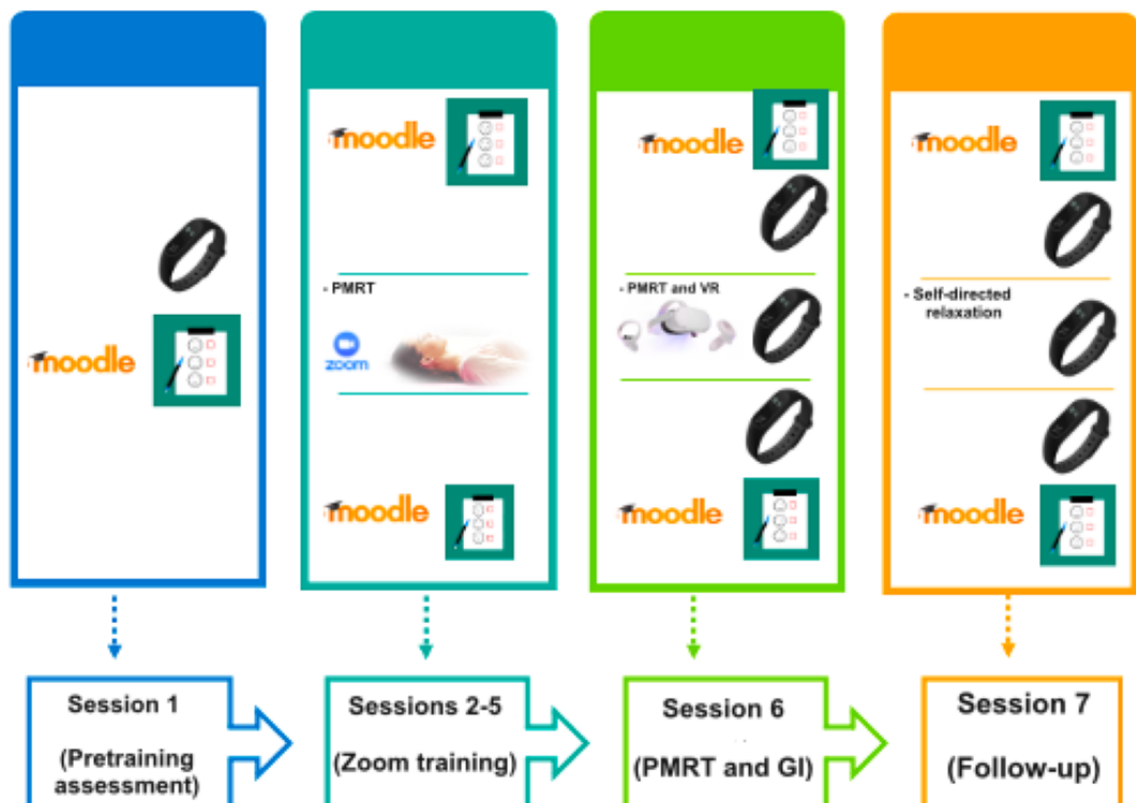 moodle
moodle
- PMRT
zoom
moodle
moodle
- PMRT and VR
moodle
moodle
- Self-directed
relaxation
moodle
Session 1
(Pretraining
assessment)
Sessions 2-5
(Zoom training)
Session 6
(PMRT and GI)
Session 7
(Follow-up)